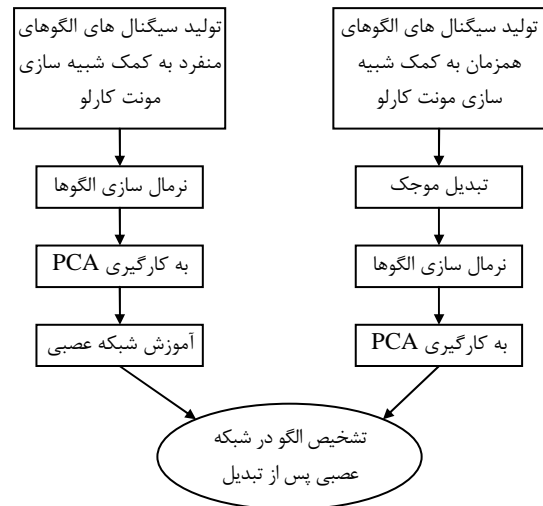 تولید سیگنال های الگوهای
همزمان به کمک شبیه
سازی مونت کارلو
تبدیل موجک
نرمال سازی الگوها
به کارگیری PCA
تولید سیگنال های الگوهای
منفرد به کمک شبیه سازی
مونت کارلو
نرمال سازی الگوها
به کارگیری PCA
آموزش شبکه عصبی
تشخیص الگو در شبکه
عصبی پس از تبدیل